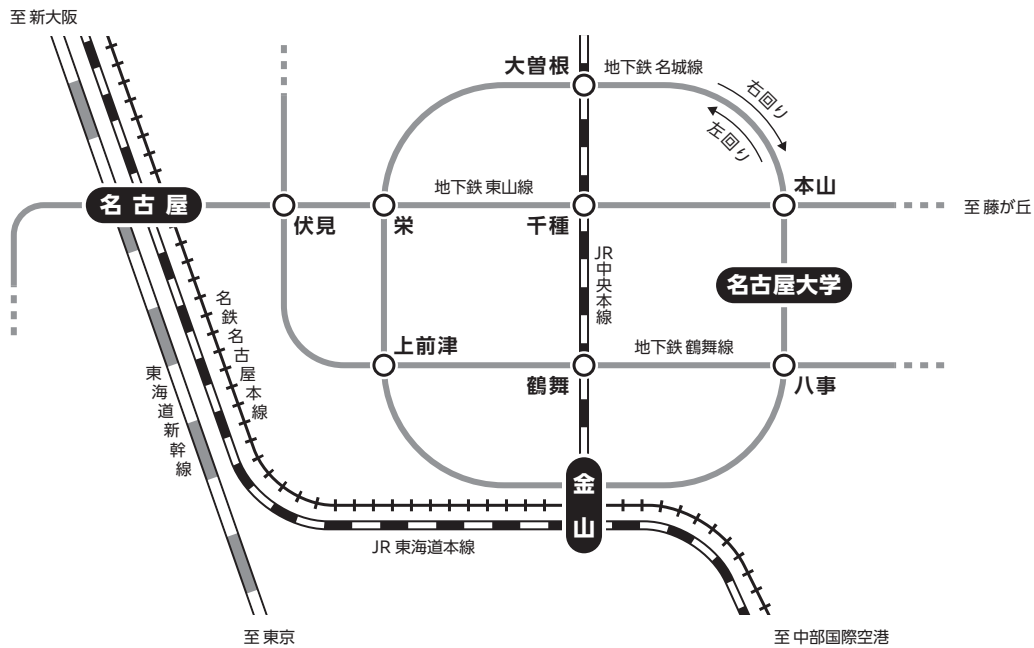 至 新大阪
大曽根
地下鉄 名城線
右回り
左回り
名古屋
地下鉄 東山線
本山
至 藤が丘
伏見
栄
千種
JR中央本線
名古屋大学
名鉄名古屋本線
東海道新幹線
上前津
地下鉄 鶴舞線
鶴舞
八事
金山
JR 東海道本線
至 東京
至 中部国際空港